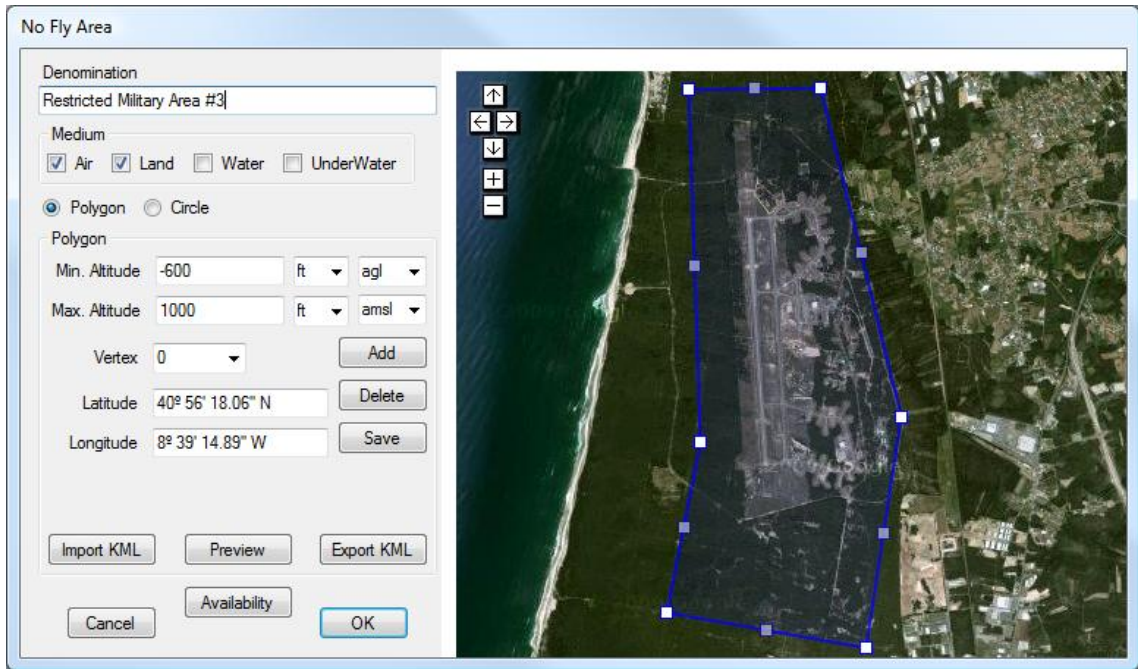 No Fly Area
Denomination
Restricted Military Area #3
Medium
Air Land Water UnderWater
Polygon Circle
Polygon
Min. Altitude -600 ft agl
Max. Altitude 1000 ft amsl
Vertex 0 Add
Latitude 40º 56' 18.06" N Delete
Longitude 8º 39' 14.89" W Save
Import KML Preview Export KML
Availability
Cancel OK